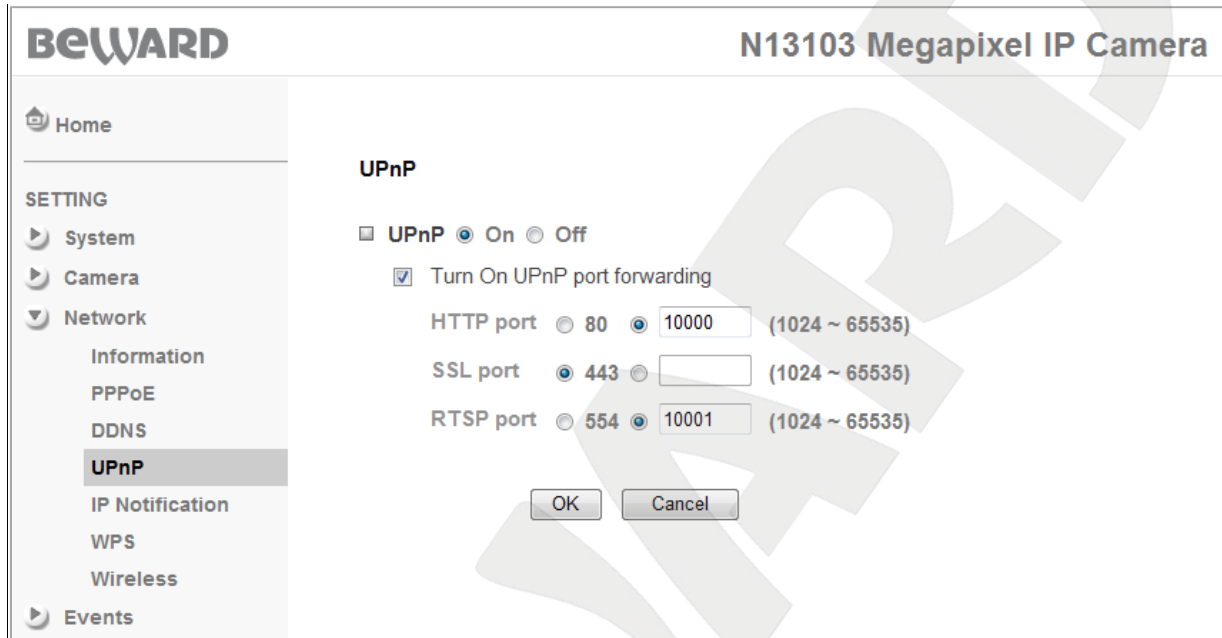 BEWARD
N13103 Megapixel IP Camera
Home
SETTING
System
Camera
Network
Information
PPPoE
DDNS
UPnP
IP Notification
WPS
Wireless
Events
UPnP
UPnP On Off
Turn On UPnP port forwarding
HTTP port 80 10000 (1024 ~ 65535)
SSL port 443 (1024 ~ 65535)
RTSP port 554 10001 (1024 ~ 65535)
OK Cancel